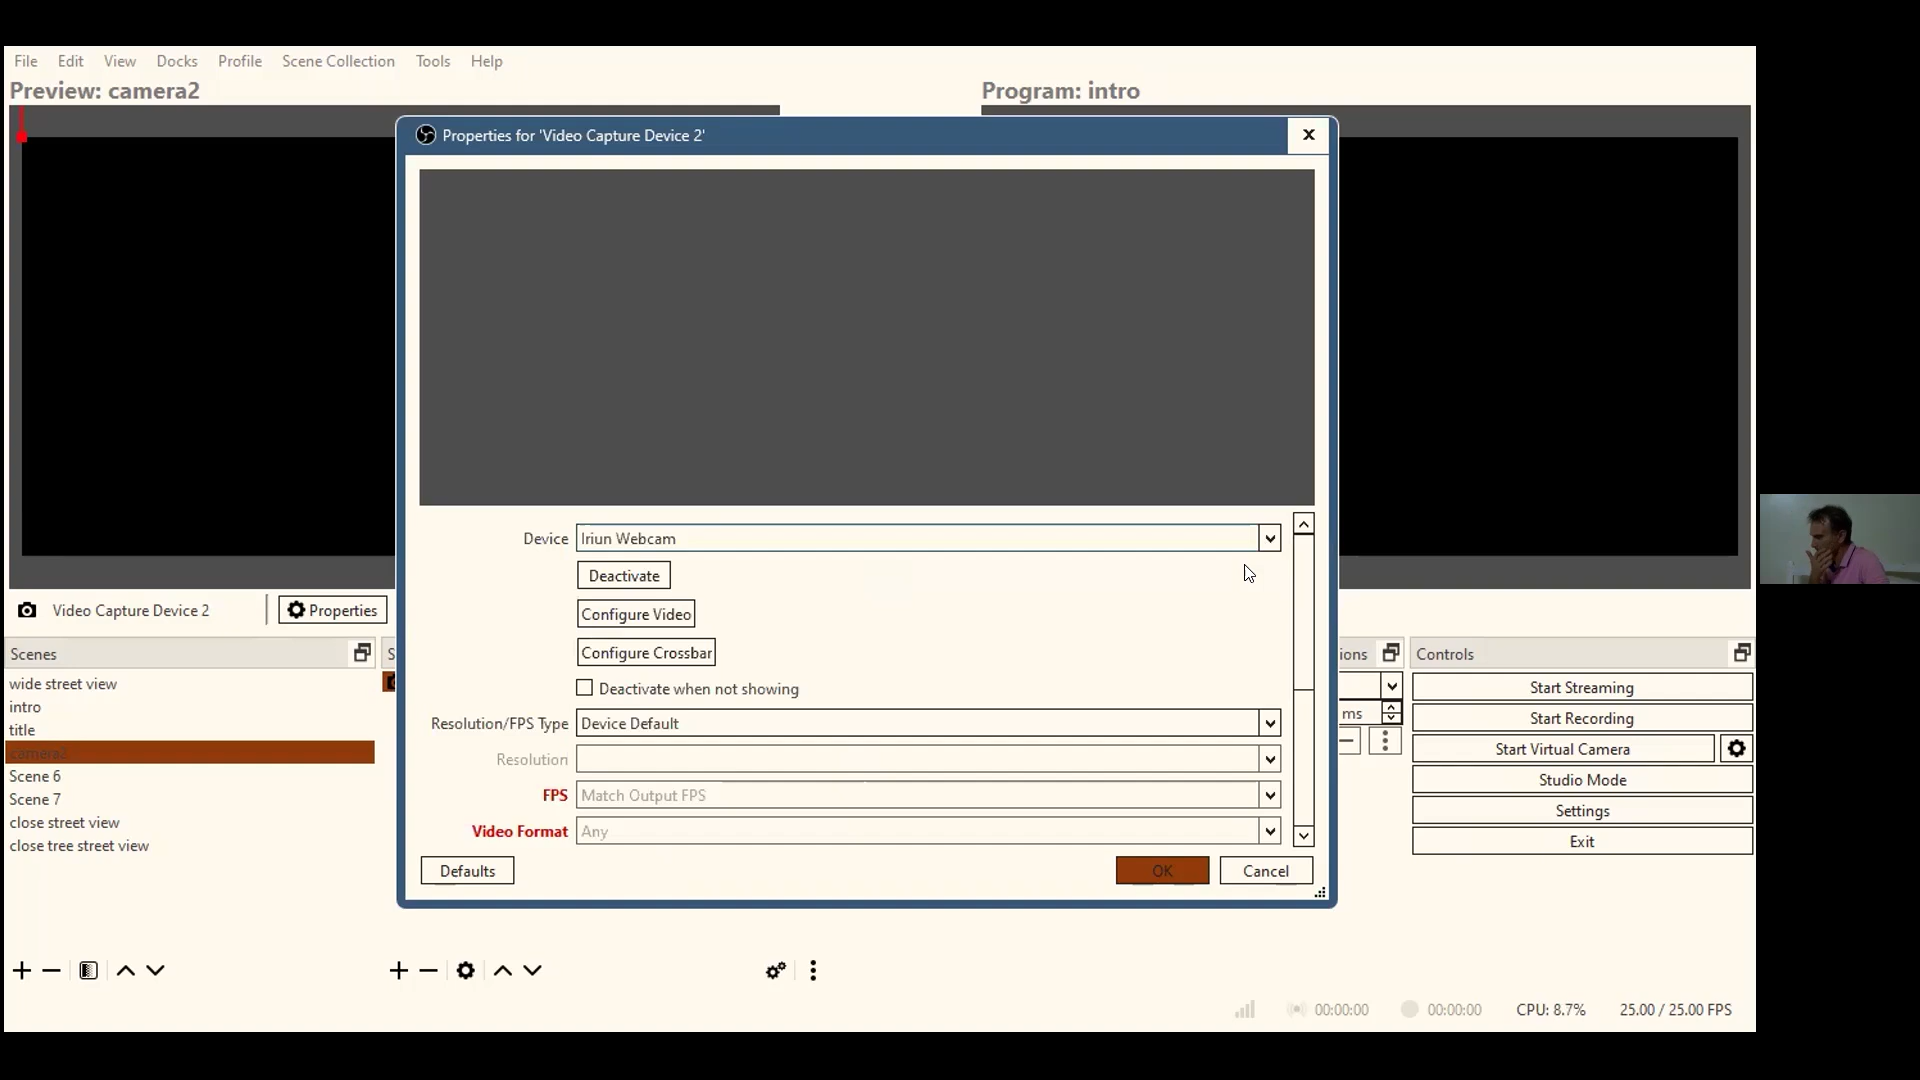 File Edit View Docks Profile Scene Collection Tools Help
Preview: camera2
Program: intro
Properties for 'Video Capture Device 2'
Device Iriun Webcam
Deactivate
Configure Video
Configure Crossbar
Deactivate when not showing
Resolution/FPS Type Device Default
Resolution
FPS Match Output FPS
Video Format Any
Defaults OK Cancel
Video Capture Device 2 Properties
Scenes
wide street view
intro
title
camera2
Scene 6
Scene 7
close street view
close tree street view
S
ions
ms
Controls
Start Streaming
Start Recording
Start Virtual Camera
Studio Mode
Settings
Exit
00:00:00 00:00:00 CPU: 8.7% 25.00 / 25.00 FPS